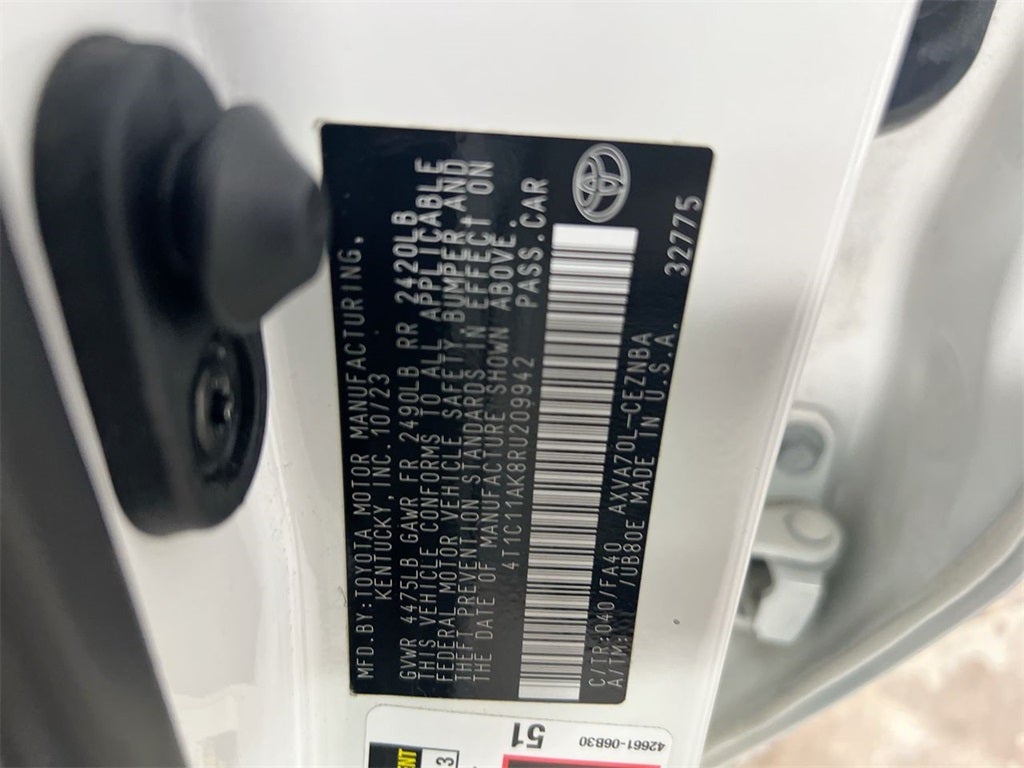 MFD.BY:TOYOTA MOTOR MANUFACTURING,
KENTUCKY, INC. 10/23
GVWR 4475LB GAWR FR 2490LB RR 2420LB
THIS VEHICLE CONFORMS TO ALL APPLICABLE
FEDERAL MOTOR VEHICLE SAFETY, BUMPER AND
THEFT PREVENTION STANDARDS IN EFFECT ON
THE DATE OF MANUFACTURE SHOWN ABOVE.
4T1C11AK8RU209942 PASS.CAR
C/TR:040/FA40 AXVA70L-CEZNBA
A/TM: /UB80E MADE IN U.S.A. 32775
51
42661-06B30
3